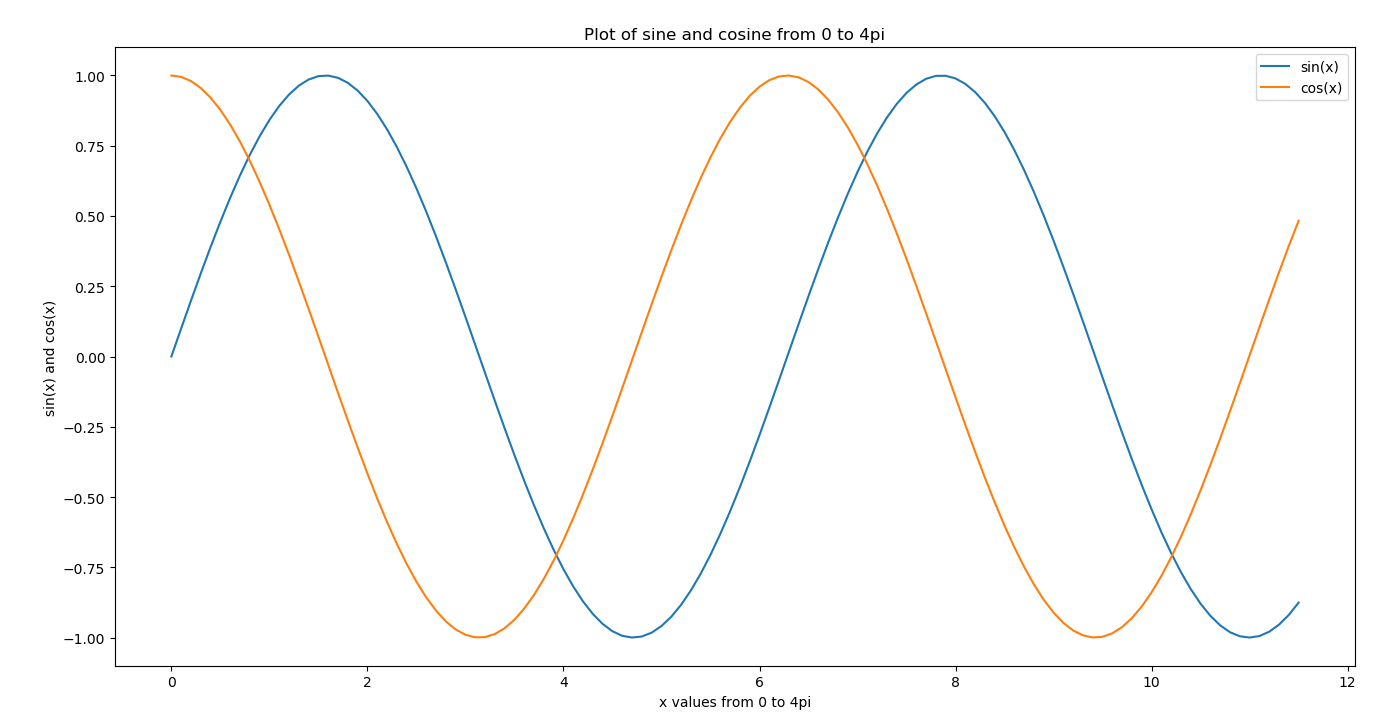 Plot of sine and cosine from 0 to 4pi
sin(x)
cos(x)
1.00
0.75
0.50
0.25
0.00
−0.25
−0.50
−0.75
−1.00
sin(x) and cos(x)
0 2 4 6 8 10 12
x values from 0 to 4pi